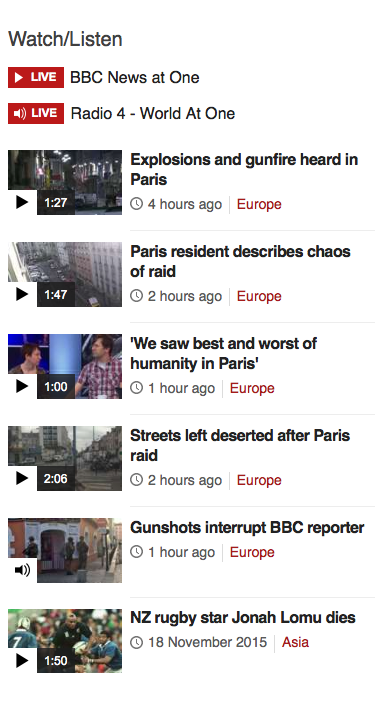 Watch/Listen
LIVE BBC News at One
LIVE Radio 4 - World At One
Explosions and gunfire heard in
Paris
1:27
4 hours ago Europe
Paris resident describes chaos
of raid
1:47
2 hours ago Europe
'We saw best and worst of
humanity in Paris'
1:00
1 hour ago Europe
Streets left deserted after Paris
raid
2:06
2 hours ago Europe
Gunshots interrupt BBC reporter
1 hour ago Europe
NZ rugby star Jonah Lomu dies
7
1:50
18 November 2015 Asia